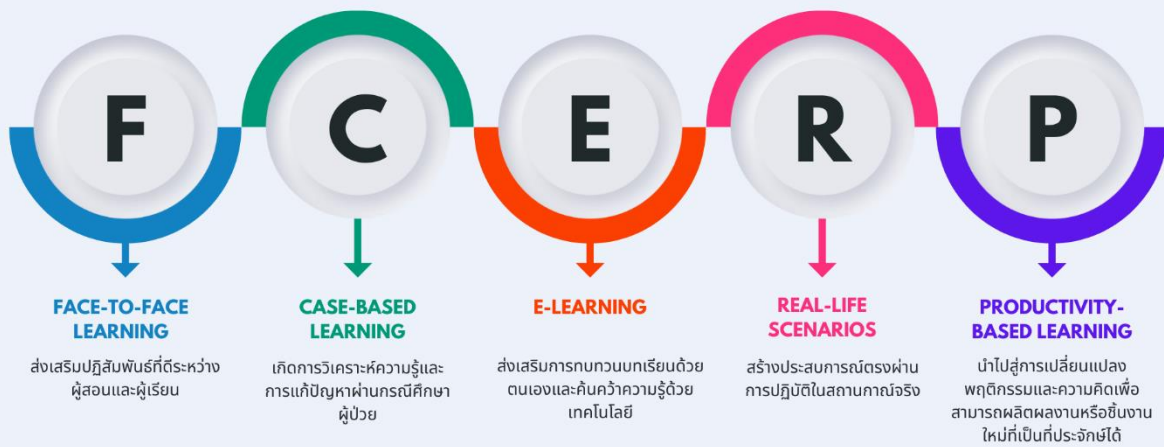 F
C
E
R
P
FACE-TO-FACE
LEARNING
ส่งเสริมปฏิสัมพันธ์ที่ดีระหว่าง
ผู้สอนและผู้เรียน
CASE-BASED
LEARNING
เกิดการวิเคราะห์ความรู้และ
การแก้ปัญหาผ่านกรณีศึกษา
ผู้ป่วย
E-LEARNING
ส่งเสริมการทบทวนบทเรียนด้วย
ตนเองและค้นคว้าความรู้ด้วย
เทคโนโลยี
REAL-LIFE
SCENARIOS
สร้างประสบการณ์ตรงผ่าน
การปฏิบัติในสถานกาณ์จริง
PRODUCTIVITY-
BASED LEARNING
นำไปสู่การเปลี่ยนแปลง
พฤติกรรมและความคิดเพื่อ
สามารถผลิตผลงานหรือชิ้นงาน
ใหม่ที่เป็นที่ประจักษ์ได้